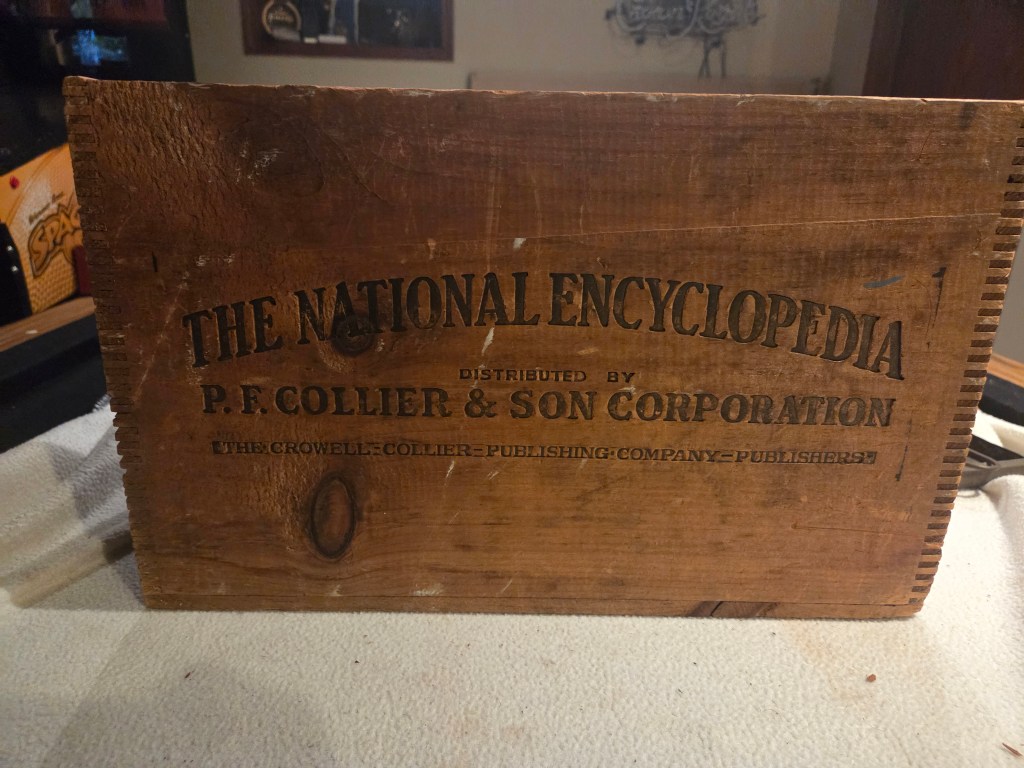 THE NATIONAL ENCYCLOPEDIA
DISTRIBUTED BY
P. F. COLLIER & SON CORPORATION
THE CROWELL-COLLIER-PUBLISHING·COMPANY-PUBLISHERS